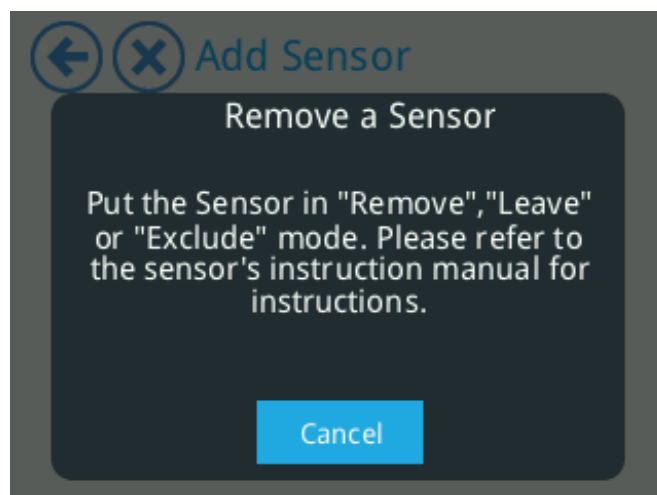 Add Sensor
Remove a Sensor
Put the Sensor in "Remove","Leave"
or "Exclude" mode. Please refer to
the sensor's instruction manual for
instructions.
Cancel